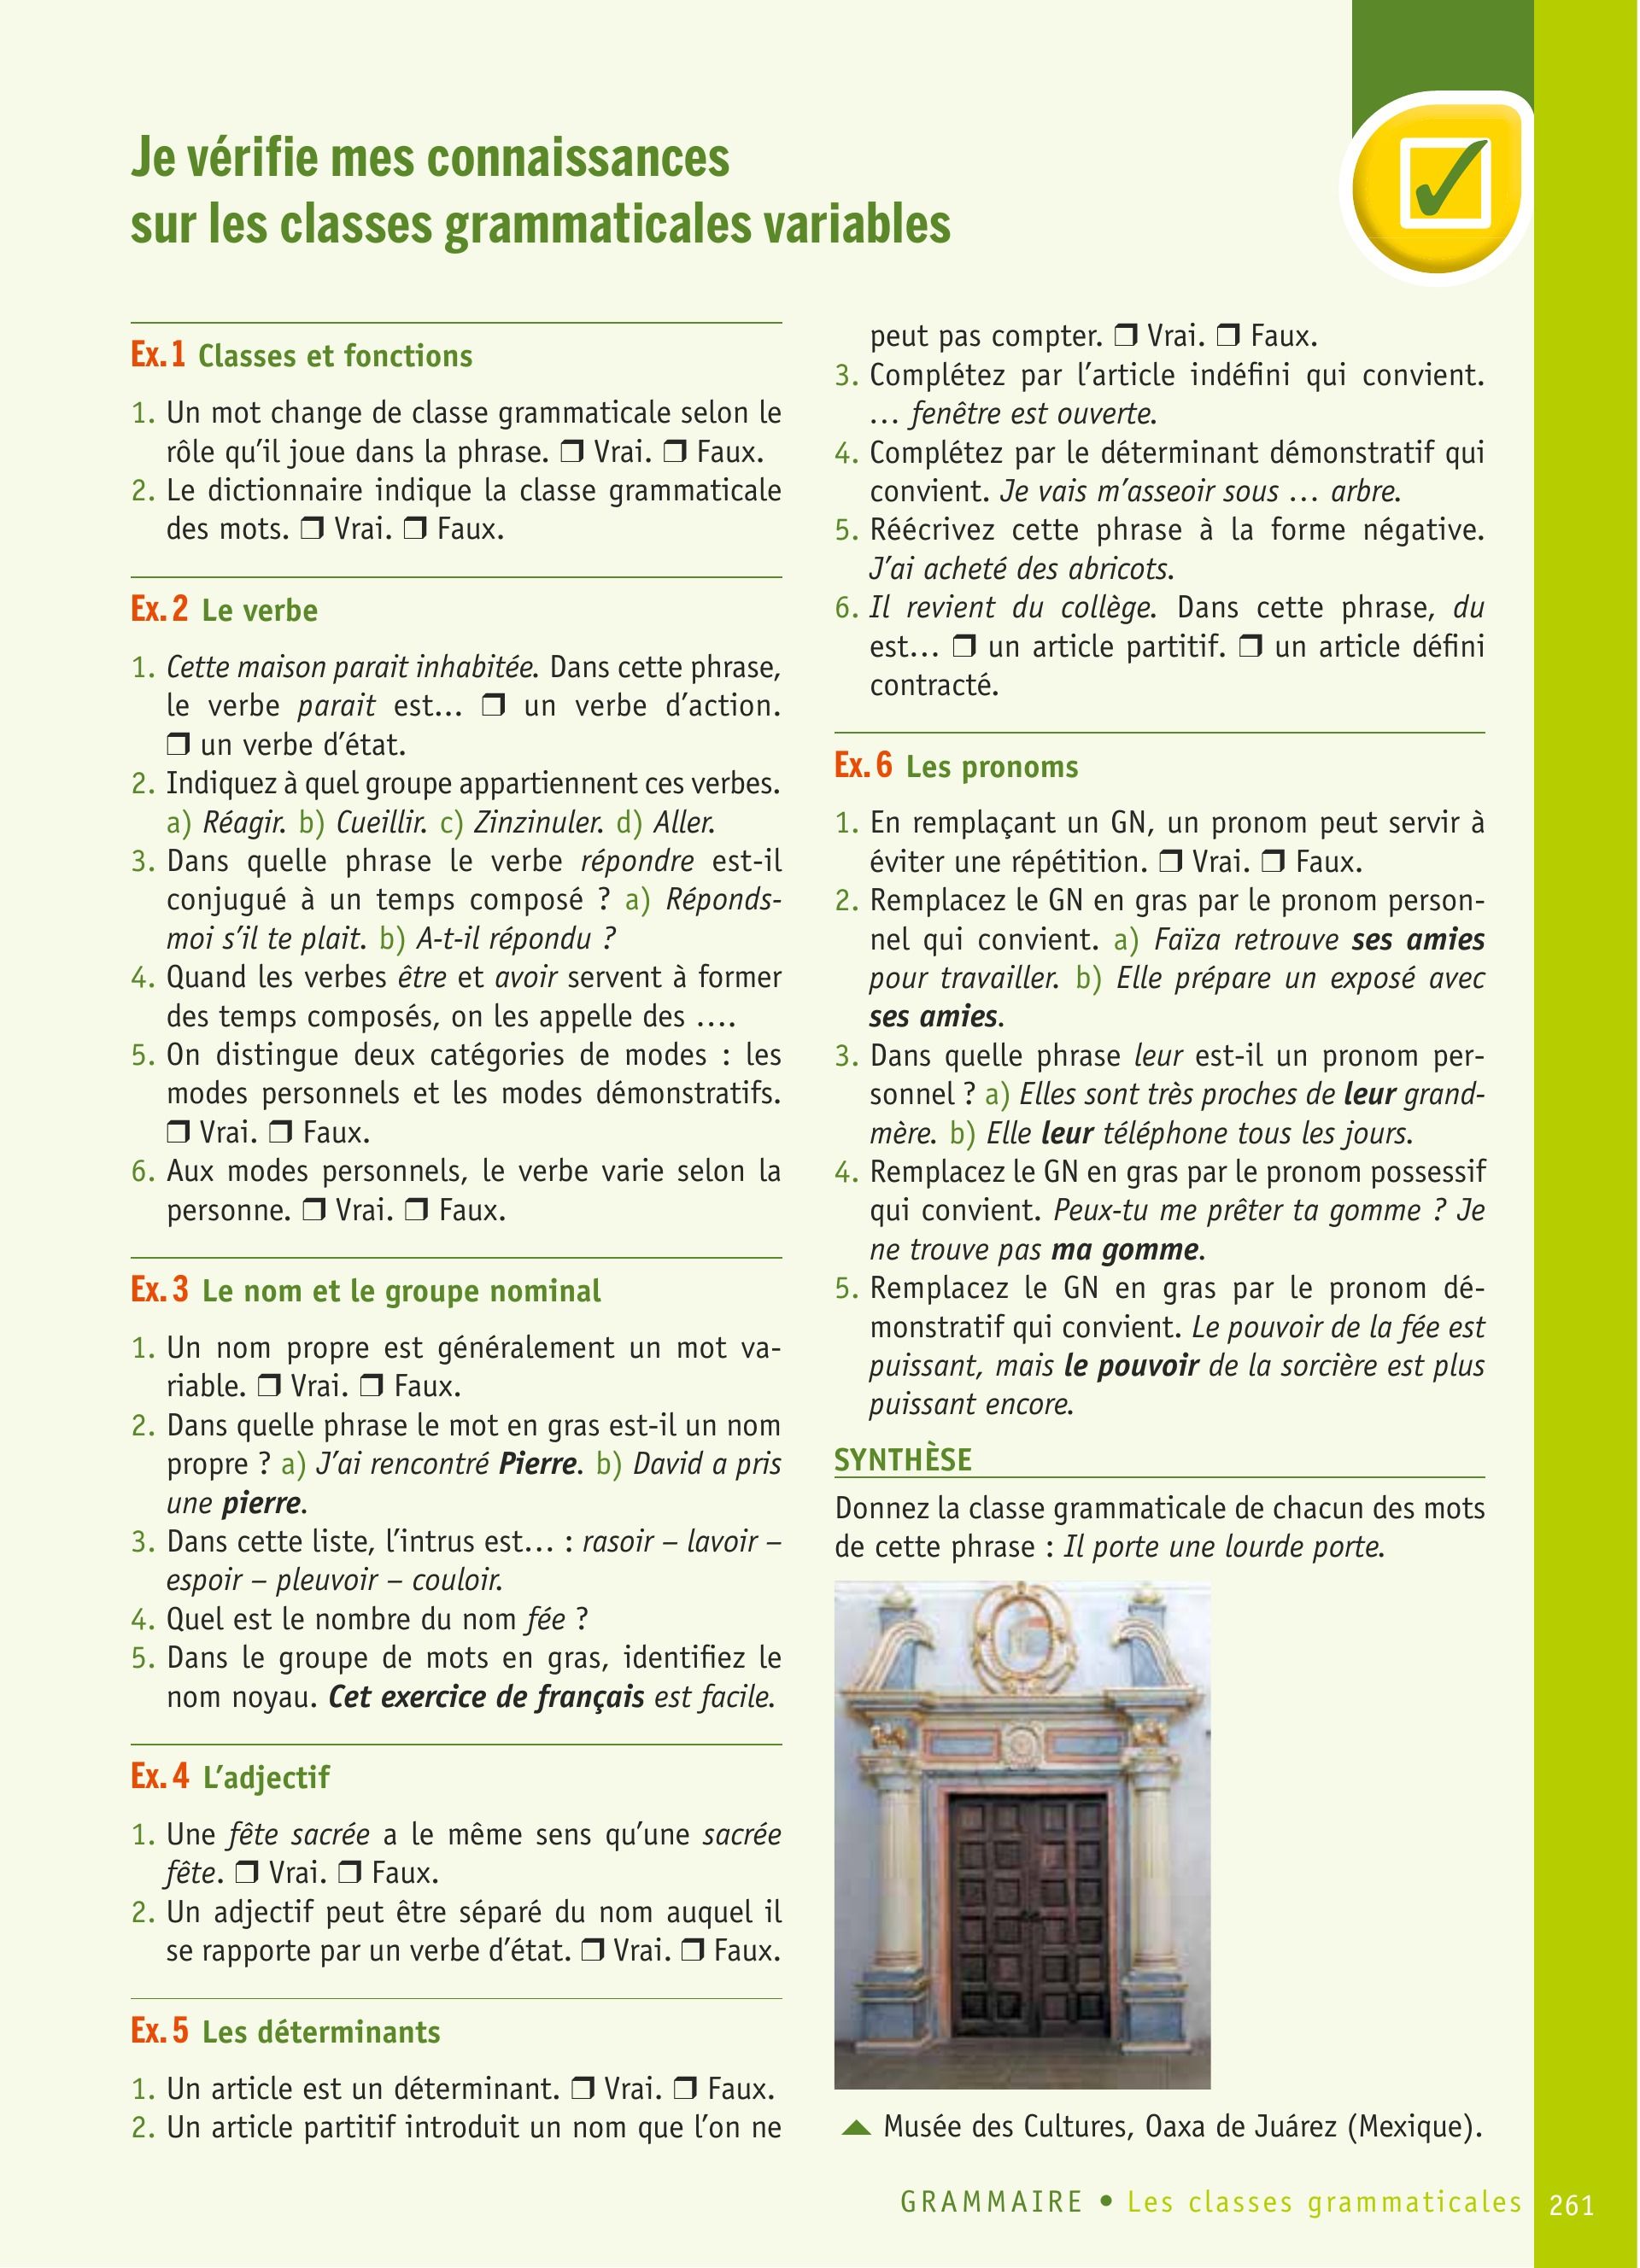 Je vérifie mes connaissances
sur les classes grammaticales variables
Ex. 1 Classes et fonctions
1. Un mot change de classe grammaticale selon le
rôle qu'il joue dans la phrase. ❒ Vrai. ❒ Faux.
2. Le dictionnaire indique la classe grammaticale
des mots. ❒ Vrai. ❒ Faux.
Ex. 2 Le verbe
1. Cette maison parait inhabitée. Dans cette phrase,
le verbe parait est… ❒ un verbe d'action.
❒ un verbe d'état.
2. Indiquez à quel groupe appartiennent ces verbes.
a) Réagir. b) Cueillir. c) Zinzinuler. d) Aller.
3. Dans quelle phrase le verbe répondre est-il
conjugué à un temps composé ? a) Réponds-
moi s'il te plait. b) A-t-il répondu ?
4. Quand les verbes être et avoir servent à former
des temps composés, on les appelle des ….
5. On distingue deux catégories de modes : les
modes personnels et les modes démonstratifs.
❒ Vrai. ❒ Faux.
6. Aux modes personnels, le verbe varie selon la
personne. ❒ Vrai. ❒ Faux.
Ex. 3 Le nom et le groupe nominal
1. Un nom propre est généralement un mot va-
riable. ❒ Vrai. ❒ Faux.
2. Dans quelle phrase le mot en gras est-il un nom
propre ? a) J'ai rencontré Pierre. b) David a pris
une pierre.
3. Dans cette liste, l'intrus est… : rasoir – lavoir –
espoir – pleuvoir – couloir.
4. Quel est le nombre du nom fée ?
5. Dans le groupe de mots en gras, identifiez le
nom noyau. Cet exercice de français est facile.
Ex. 4 L'adjectif
1. Une fête sacrée a le même sens qu'une sacrée
fête. ❒ Vrai. ❒ Faux.
2. Un adjectif peut être séparé du nom auquel il
se rapporte par un verbe d'état. ❒ Vrai. ❒ Faux.
Ex. 5 Les déterminants
1. Un article est un déterminant. ❒ Vrai. ❒ Faux.
2. Un article partitif introduit un nom que l'on ne
peut pas compter. ❒ Vrai. ❒ Faux.
3. Complétez par l'article indéfini qui convient.
… fenêtre est ouverte.
4. Complétez par le déterminant démonstratif qui
convient. Je vais m'asseoir sous … arbre.
5. Réécrivez cette phrase à la forme négative.
J'ai acheté des abricots.
6. Il revient du collège. Dans cette phrase, du
est… ❒ un article partitif. ❒ un article défini
contracté.
Ex. 6 Les pronoms
1. En remplaçant un GN, un pronom peut servir à
éviter une répétition. ❒ Vrai. ❒ Faux.
2. Remplacez le GN en gras par le pronom person-
nel qui convient. a) Faïza retrouve ses amies
pour travailler. b) Elle prépare un exposé avec
ses amies.
3. Dans quelle phrase leur est-il un pronom per-
sonnel ? a) Elles sont très proches de leur grand-
mère. b) Elle leur téléphone tous les jours.
4. Remplacez le GN en gras par le pronom possessif
qui convient. Peux-tu me prêter ta gomme ? Je
ne trouve pas ma gomme.
5. Remplacez le GN en gras par le pronom dé-
monstratif qui convient. Le pouvoir de la fée est
puissant, mais le pouvoir de la sorcière est plus
puissant encore.
SYNTHÈSE
Donnez la classe grammaticale de chacun des mots
de cette phrase : Il porte une lourde porte.
Musée des Cultures, Oaxa de Juárez (Mexique).
GRAMMAIRE • Les classes grammaticales 261